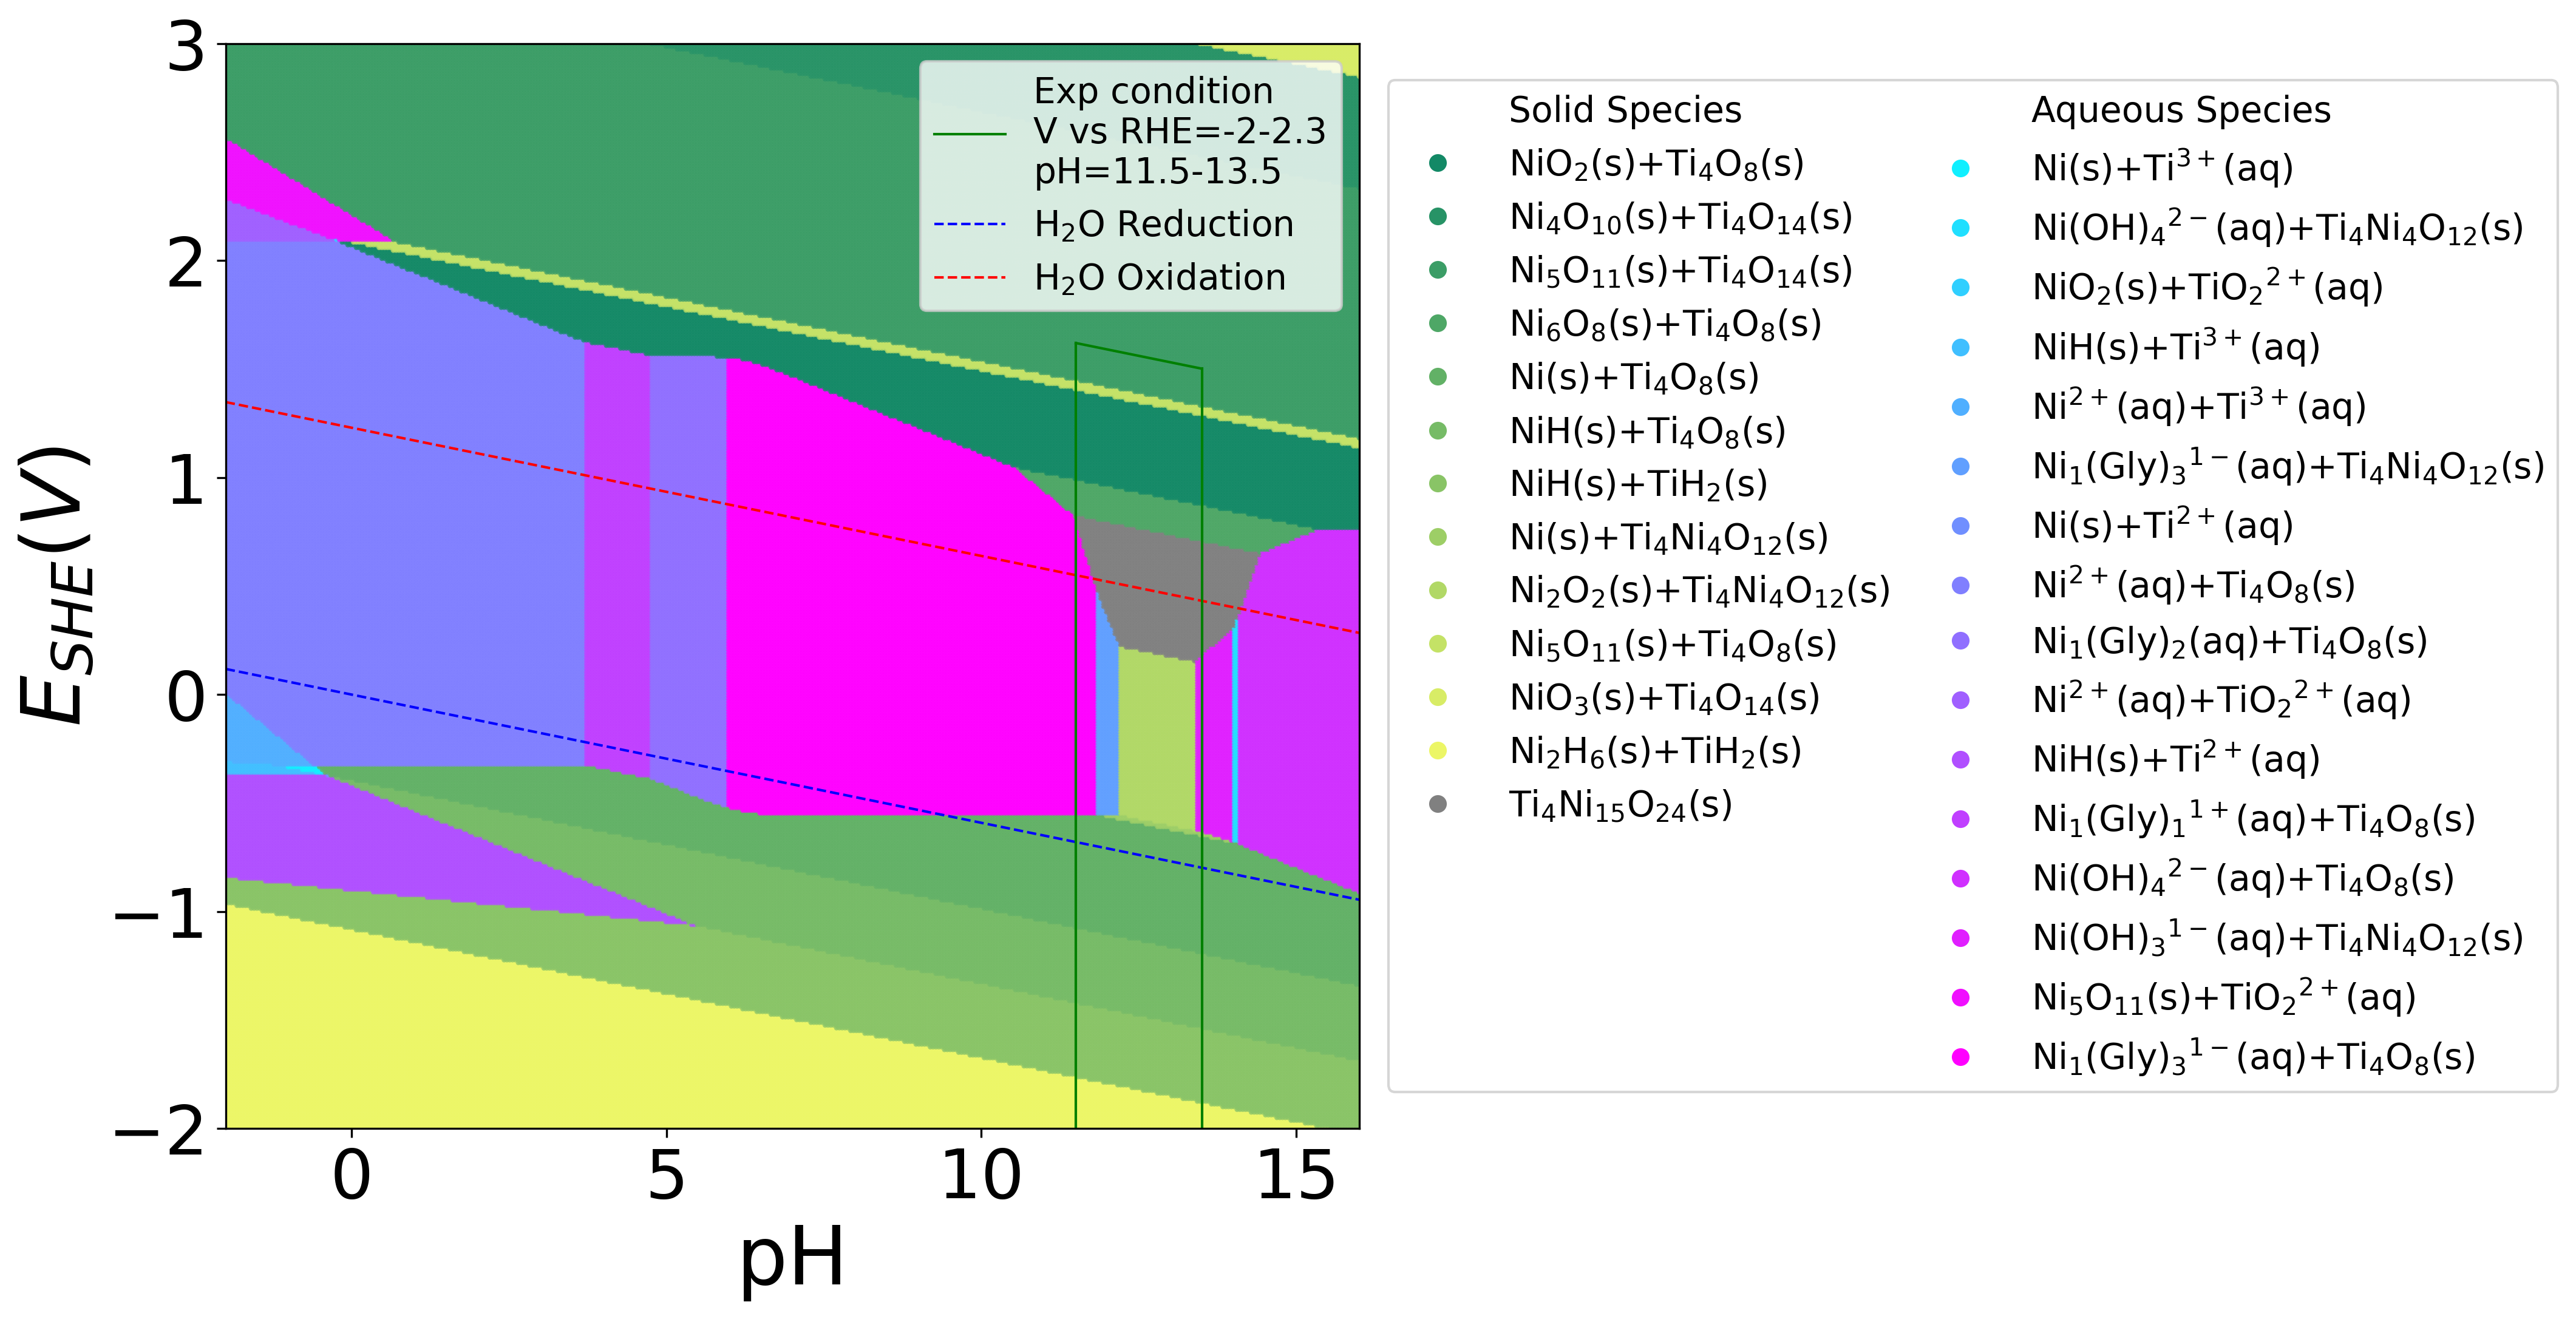 3
2
1
0
−1
−2
E_SHE(V)
0 5 10 15
pH
Exp condition
V vs RHE=-2-2.3
pH=11.5-13.5
H₂O Reduction
H₂O Oxidation
Solid Species
NiO₂(s)+Ti₄O₈(s)
Ni₄O₁₀(s)+Ti₄O₁₄(s)
Ni₅O₁₁(s)+Ti₄O₁₄(s)
Ni₆O₈(s)+Ti₄O₈(s)
Ni(s)+Ti₄O₈(s)
NiH(s)+Ti₄O₈(s)
NiH(s)+TiH₂(s)
Ni(s)+Ti₄Ni₄O₁₂(s)
Ni₂O₂(s)+Ti₄Ni₄O₁₂(s)
Ni₅O₁₁(s)+Ti₄O₈(s)
NiO₃(s)+Ti₄O₁₄(s)
Ni₂H₆(s)+TiH₂(s)
Ti₄Ni₁₅O₂₄(s)
Aqueous Species
Ni(s)+Ti³⁺(aq)
Ni(OH)₄²⁻(aq)+Ti₄Ni₄O₁₂(s)
NiO₂(s)+TiO₂²⁺(aq)
NiH(s)+Ti³⁺(aq)
Ni²⁺(aq)+Ti³⁺(aq)
Ni₁(Gly)₃¹⁻(aq)+Ti₄Ni₄O₁₂(s)
Ni(s)+Ti²⁺(aq)
Ni²⁺(aq)+Ti₄O₈(s)
Ni₁(Gly)₂(aq)+Ti₄O₈(s)
Ni²⁺(aq)+TiO₂²⁺(aq)
NiH(s)+Ti²⁺(aq)
Ni₁(Gly)₁¹⁺(aq)+Ti₄O₈(s)
Ni(OH)₄²⁻(aq)+Ti₄O₈(s)
Ni(OH)₃¹⁻(aq)+Ti₄Ni₄O₁₂(s)
Ni₅O₁₁(s)+TiO₂²⁺(aq)
Ni₁(Gly)₃¹⁻(aq)+Ti₄O₈(s)